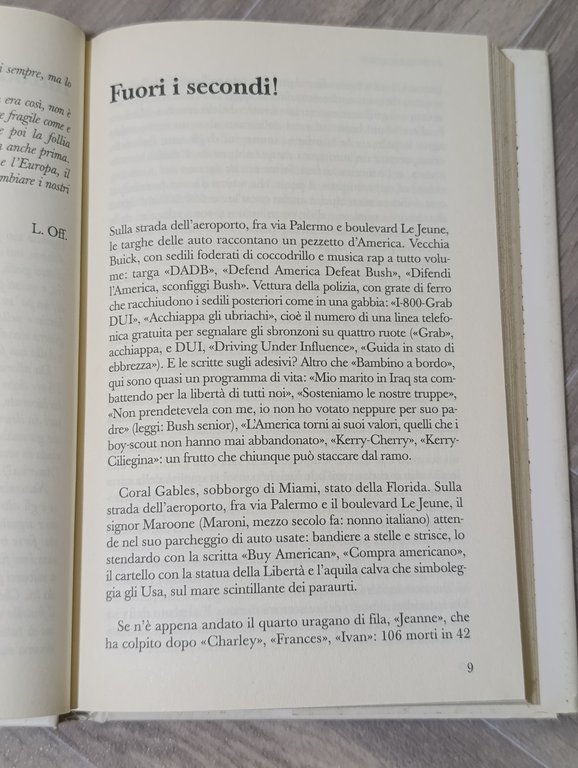 i sempre, ma lo
era così, non è
e fragile come e
e poi la follia
a anche prima.
e l'Europa, il
mbiare i nostri
L. Off.
Fuori i secondi!
Sulla strada dell'aeroporto, fra via Palermo e boulevard Le Jeune,
le targhe delle auto raccontano un pezzetto d'America. Vecchia
Buick, con sedili foderati di coccodrillo e musica rap a tutto volu-
me: targa «DADB», «Defend America Defeat Bush», «Difendi
l'America, sconfiggi Bush». Vettura della polizia, con grate di ferro
che racchiudono i sedili posteriori come in una gabbia: «I-800-Grab
DUI», «Acchiappa gli ubriachi», cioè il numero di una linea telefo-
nica gratuita per segnalare gli sbronzoni su quattro ruote («Grab»,
acchiappa, e DUI, «Driving Under Influence», «Guida in stato di
ebbrezza»). E le scritte sugli adesivi? Altro che «Bambino a bordo»,
qui sono quasi un programma di vita: «Mio marito in Iraq sta com-
battendo per la libertà di tutti noi», «Sosteniamo le nostre truppe»,
«Non prendetevela con me, io non ho votato neppure per suo pa-
dre» (leggi: Bush senior), «L'America torni ai suoi valori, quelli che i
boy-scout non hanno mai abbandonato», «Kerry-Cherry», «Kerry-
Ciliegina»: un frutto che chiunque può staccare dal ramo.
Coral Gables, sobborgo di Miami, stato della Florida. Sulla
strada dell'aeroporto, fra via Palermo e il boulevard Le Jeune, il
signor Maroone (Maroni, mezzo secolo fa: nonno italiano) atten-
de nel suo parcheggio di auto usate: bandiere a stelle e strisce, lo
stendardo con la scritta «Buy American», «Compra americano»,
il cartello con la statua della Libertà e l'aquila calva che simboleg-
gia gli Usa, sul mare scintillante dei paraurti.
Se n'è appena andato il quarto uragano di fila, «Jeanne», che
ha colpito dopo «Charley», «Frances», «Ivan»: 106 morti in 42
9